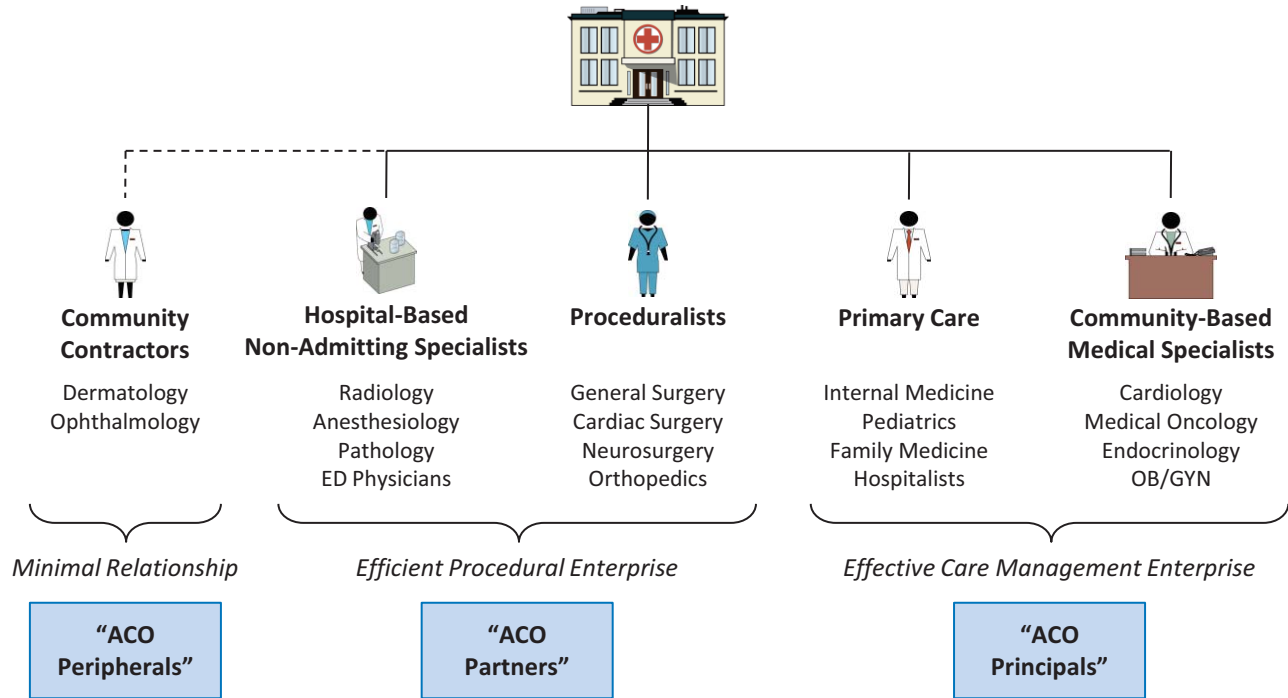 Community
Contractors
Dermatology
Ophthalmology
Hospital-Based
Non-Admitting Specialists
Radiology
Anesthesiology
Pathology
ED Physicians
Proceduralists
General Surgery
Cardiac Surgery
Neurosurgery
Orthopedics
Primary Care
Internal Medicine
Pediatrics
Family Medicine
Hospitalists
Community-Based
Medical Specialists
Cardiology
Medical Oncology
Endocrinology
OB/GYN
Minimal Relationship
Efficient Procedural Enterprise
Effective Care Management Enterprise
“ACO
Peripherals”
“ACO
Partners”
“ACO
Principals”